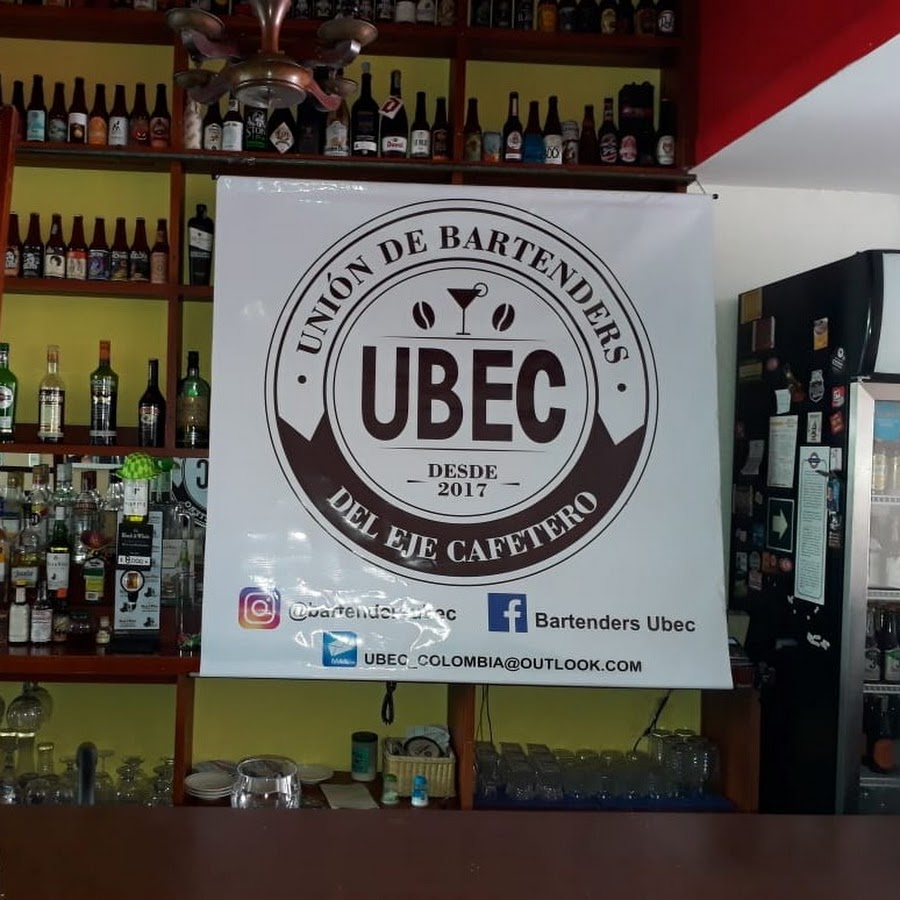 UNIÓN DE BARTENDERS
UBEC
DESDE
2017
DEL EJE CAFETERO
Bartenders Ubec
UBEC_COLOMBIA@OUTLOOK.COM